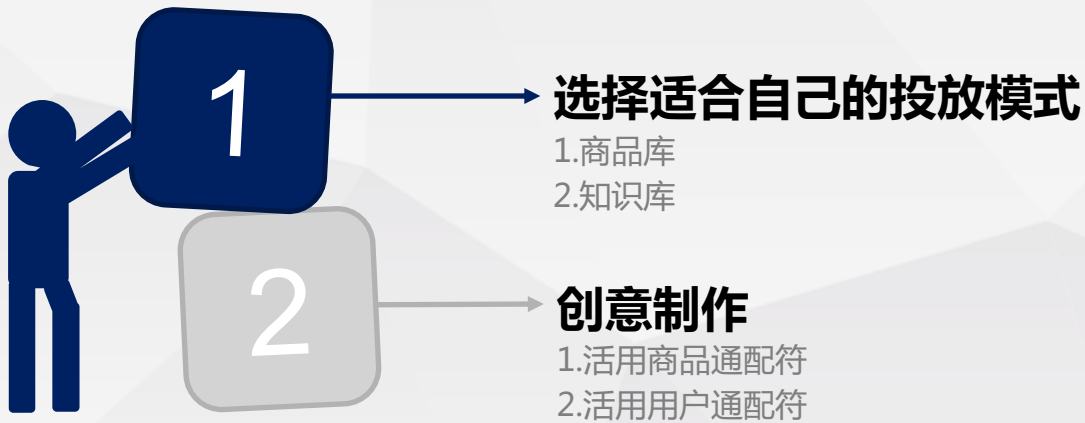 1
选择适合自己的投放模式
1.商品库
2.知识库
2
创意制作
1.活用商品通配符
2.活用用户通配符